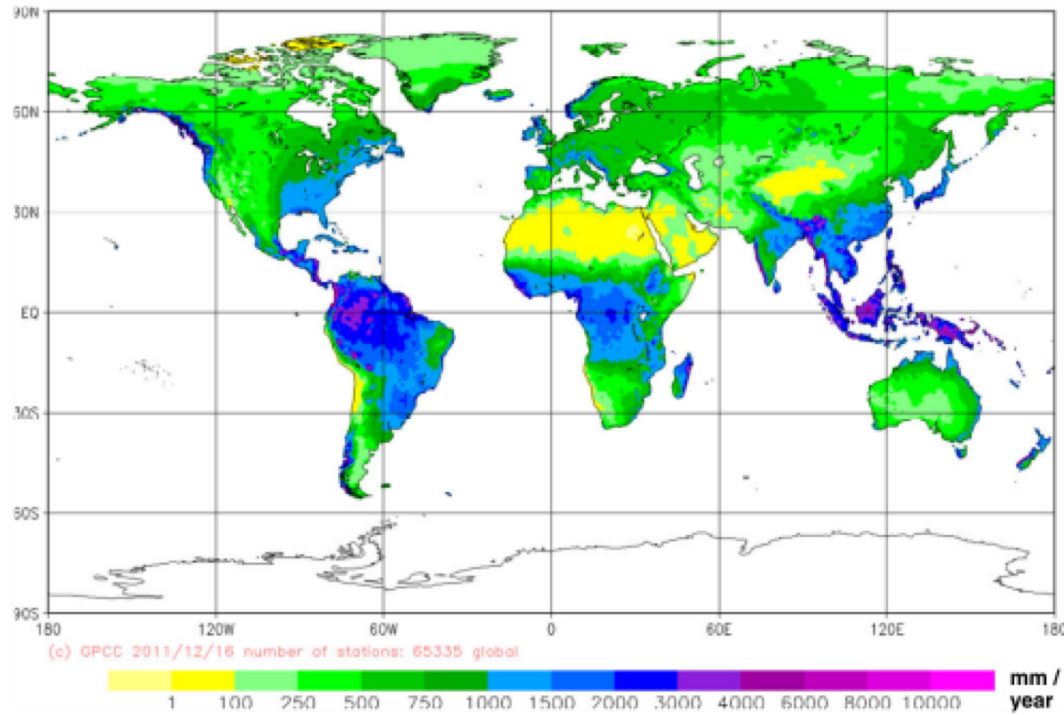 90N
60N
30N
EQ
30S
60S
90S
180 120W 60W 0 60E 120E 180
(c) GPCC 2011/12/16 number of stations: 65335 global
1 100 250 500 750 1000 1500 2000 3000 4000 6000 8000 10000 mm / year